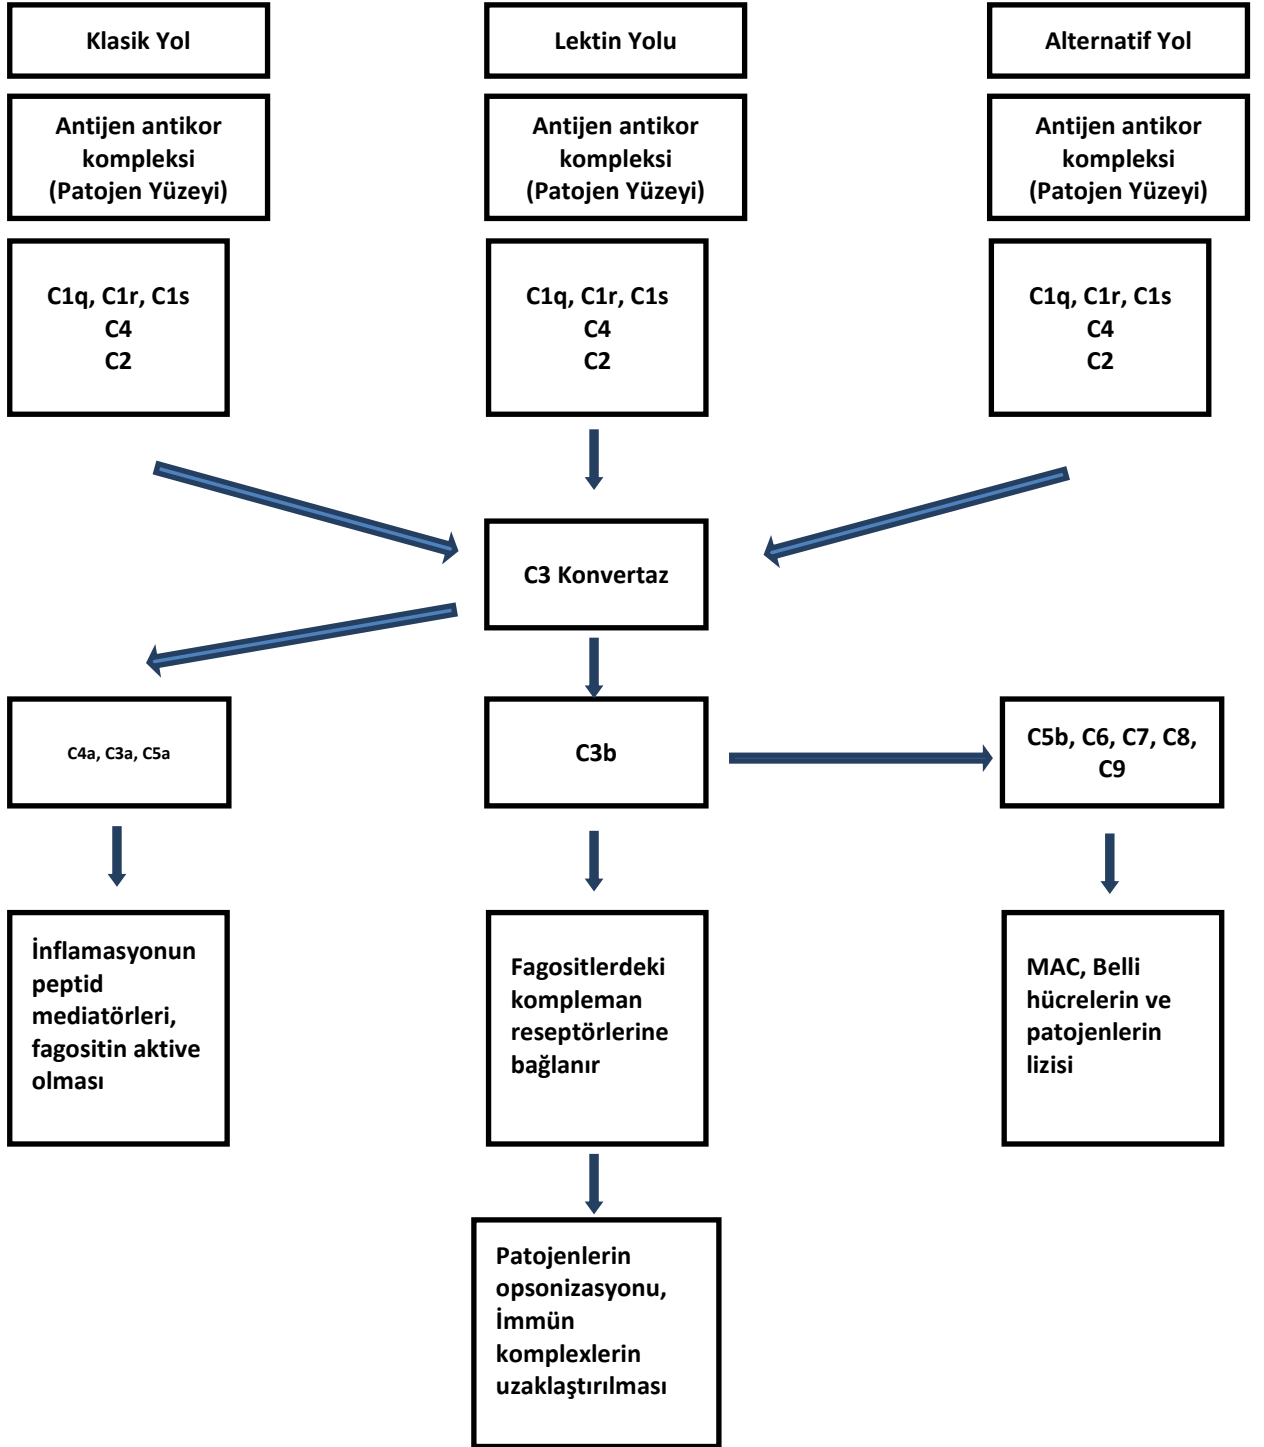 Klasik Yol
Lektin Yolu
Alternatif Yol
Antijen antikor
kompleksi
(Patojen Yüzeyi)
Antijen antikor
kompleksi
(Patojen Yüzeyi)
Antijen antikor
kompleksi
(Patojen Yüzeyi)
C1q, C1r, C1s
C4
C2
C1q, C1r, C1s
C4
C2
C1q, C1r, C1s
C4
C2
C3 Konvertaz
C4a, C3a, C5a
C3b
C5b, C6, C7, C8,
C9
İnflamasyonun
peptid
mediatörleri,
fagositin aktive
olması
Fagositlerdeki
kompleman
reseptörlerine
bağlanır
MAC, Belli
hücrelerin ve
patojenlerin
lizisi
Patojenlerin
opsonizasyonu,
İmmün
komplexlerin
uzaklaştırılması